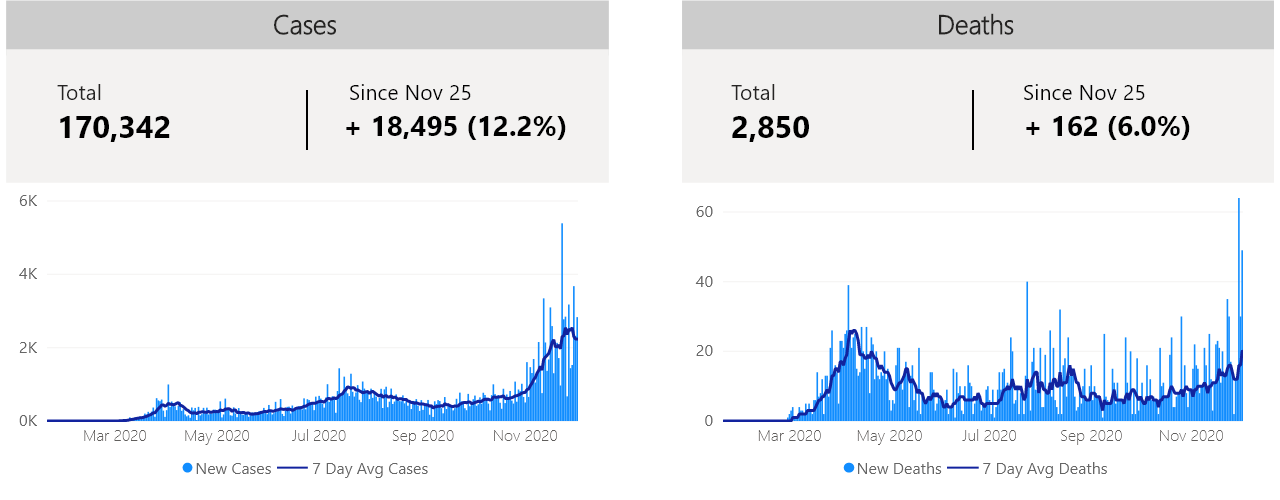 Cases
Total
170,342
Since Nov 25
+ 18,495 (12.2%)
6K
4K
2K
0K
Mar 2020 May 2020 Jul 2020 Sep 2020 Nov 2020
New Cases 7 Day Avg Cases
Deaths
Total
2,850
Since Nov 25
+ 162 (6.0%)
60
40
20
0
Mar 2020 May 2020 Jul 2020 Sep 2020 Nov 2020
New Deaths 7 Day Avg Deaths